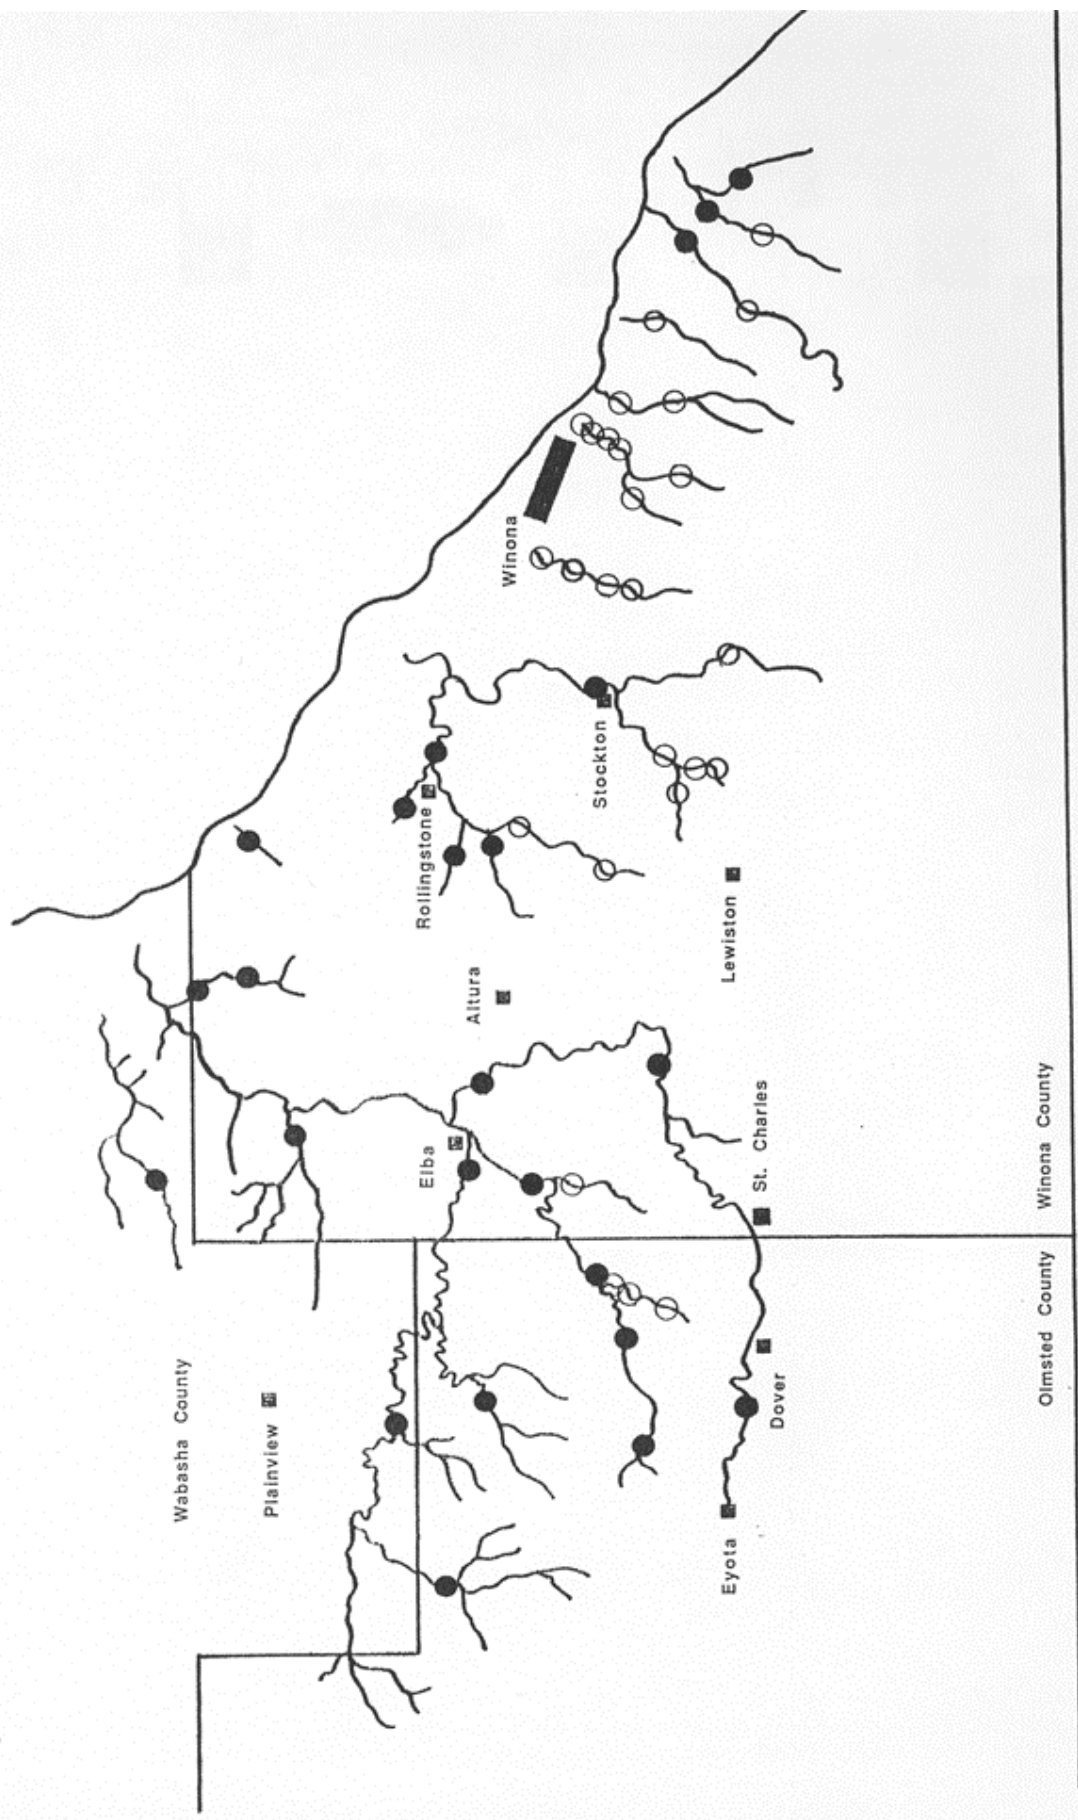 Wabasha County
Plainview
Elba
Altura
Rollingstone
Winona
Stockton
Lewiston
St. Charles
Dover
Eyota
Olmsted County
Winona County